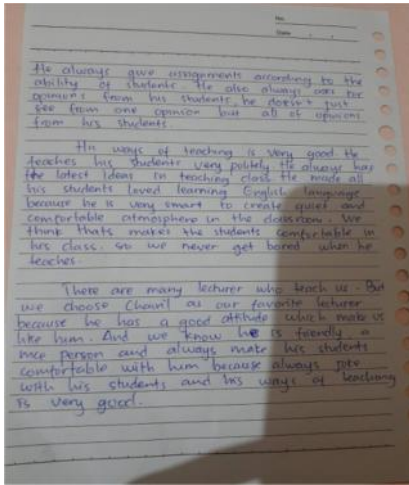 No.
Date
He always give assignments according to the
ability of students. He also always ask for
opinions from his students, he doesn't just
see from one opinion but all of opinions
from his students.
His ways of teaching is very good. He
teaches his students very politely. He always has
the latest ideas in teaching class. He made all
his students loved learning English language
because he is very smart to create quiet and
comfortable atmosphere in the classroom. We
think thats makes the students comfortable in
his class. so we never get bored when he
teaches.
There are many lecturer who teach us. But
we choose as our favorite lecturer
because he has a good attitude which make us
like him. And we know he is friendly a
nice person and always make his students
comfortable with him because always joke
with his students and his ways of teaching
is very good.